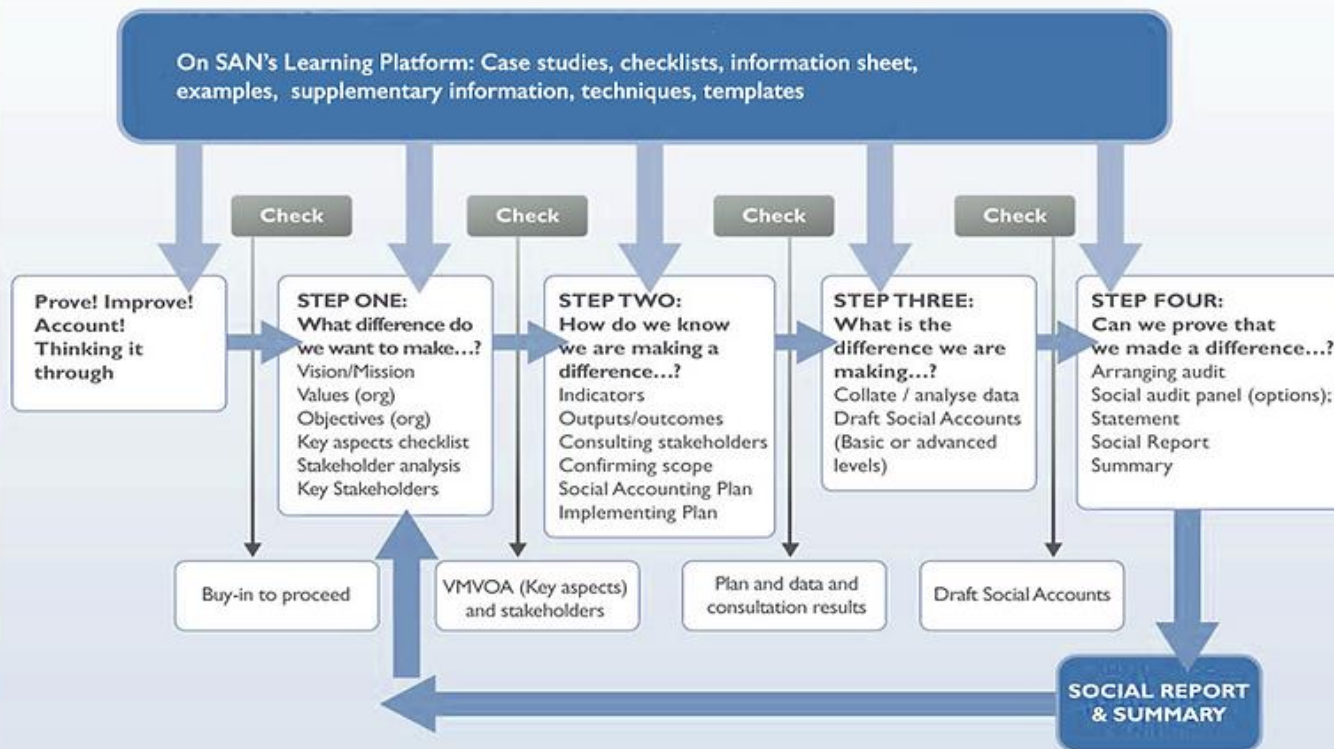 On SAN's Learning Platform: Case studies, checklists, information sheet,
examples, supplementary information, techniques, templates
Check
Check
Check
Check
Prove! Improve!
Account!
Thinking it
through
STEP ONE:
What difference do
we want to make...?
Vision/Mission
Values (org)
Objectives (org)
Key aspects checklist
Stakeholder analysis
Key Stakeholders
STEP TWO:
How do we know
we are making a
difference...?
Indicators
Outputs/outcomes
Consulting stakeholders
Confirming scope
Social Accounting Plan
Implementing Plan
STEP THREE:
What is the
difference we are
making...?
Collate / analyse data
Draft Social Accounts
(Basic or advanced
levels)
STEP FOUR:
Can we prove that
we made a difference...?
Arranging audit
Social audit panel (options);
Statement
Social Report
Summary
Buy-in to proceed
VMVOA (Key aspects)
and stakeholders
Plan and data and
consultation results
Draft Social Accounts
SOCIAL REPORT
& SUMMARY